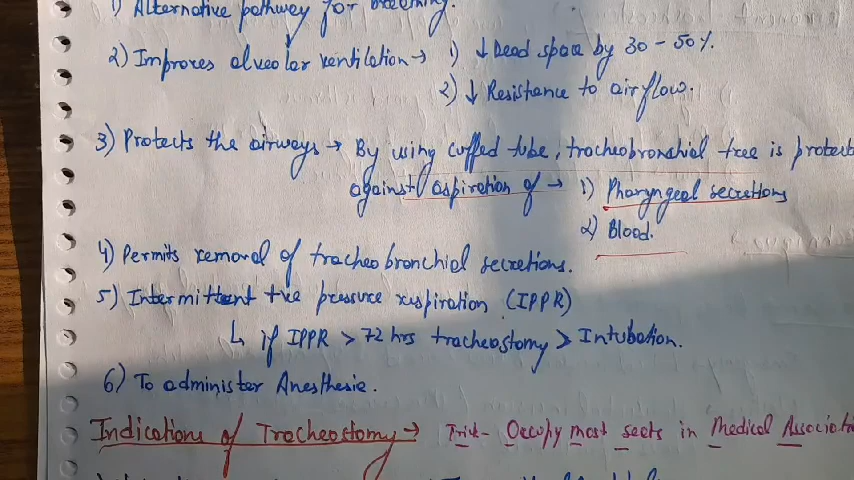 1) Alternative pathway for breathing.
2) Improves alveolar ventilation → 1) ↓ Dead space by 30 - 50 %.
2) ↓ Resistance to airflow.
3) Protects the airways → By using cuffed tube, tracheobronchial tree is protect
against aspiration of → 1) Pharyngeal secretions
2) Blood.
4) Permits removal of tracheobronchial secretions.
5) Intermittent +ve pressure respiration (IPPR)
↳ if IPPR > 72 hrs tracheostomy > Intubation.
6) To administer Anesthesia.
Indications of Tracheostomy → Trick- Occupy most seats in Medical Associat